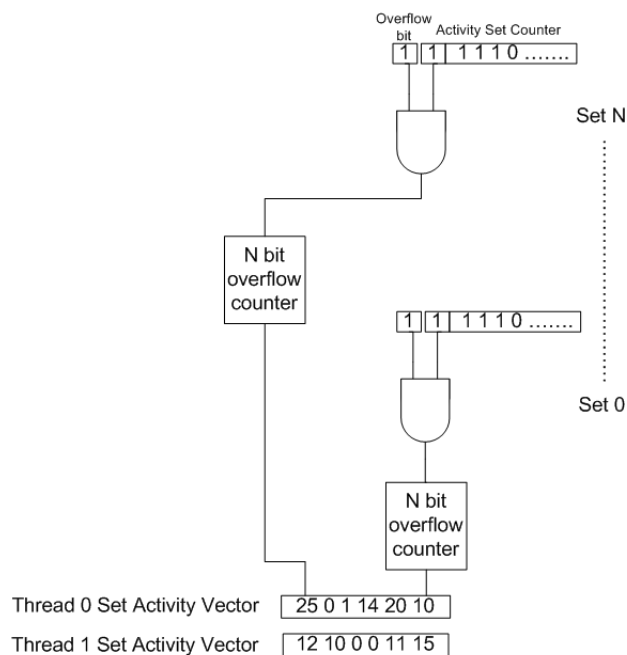 Overflow
bit
Activity Set Counter
1 1 1 1 1 0 .......
Set N
N bit
overflow
counter
1 1 1 1 1 0 .......
Set 0
N bit
overflow
counter
Thread 0 Set Activity Vector 25 0 1 14 20 10
Thread 1 Set Activity Vector 12 10 0 0 11 15